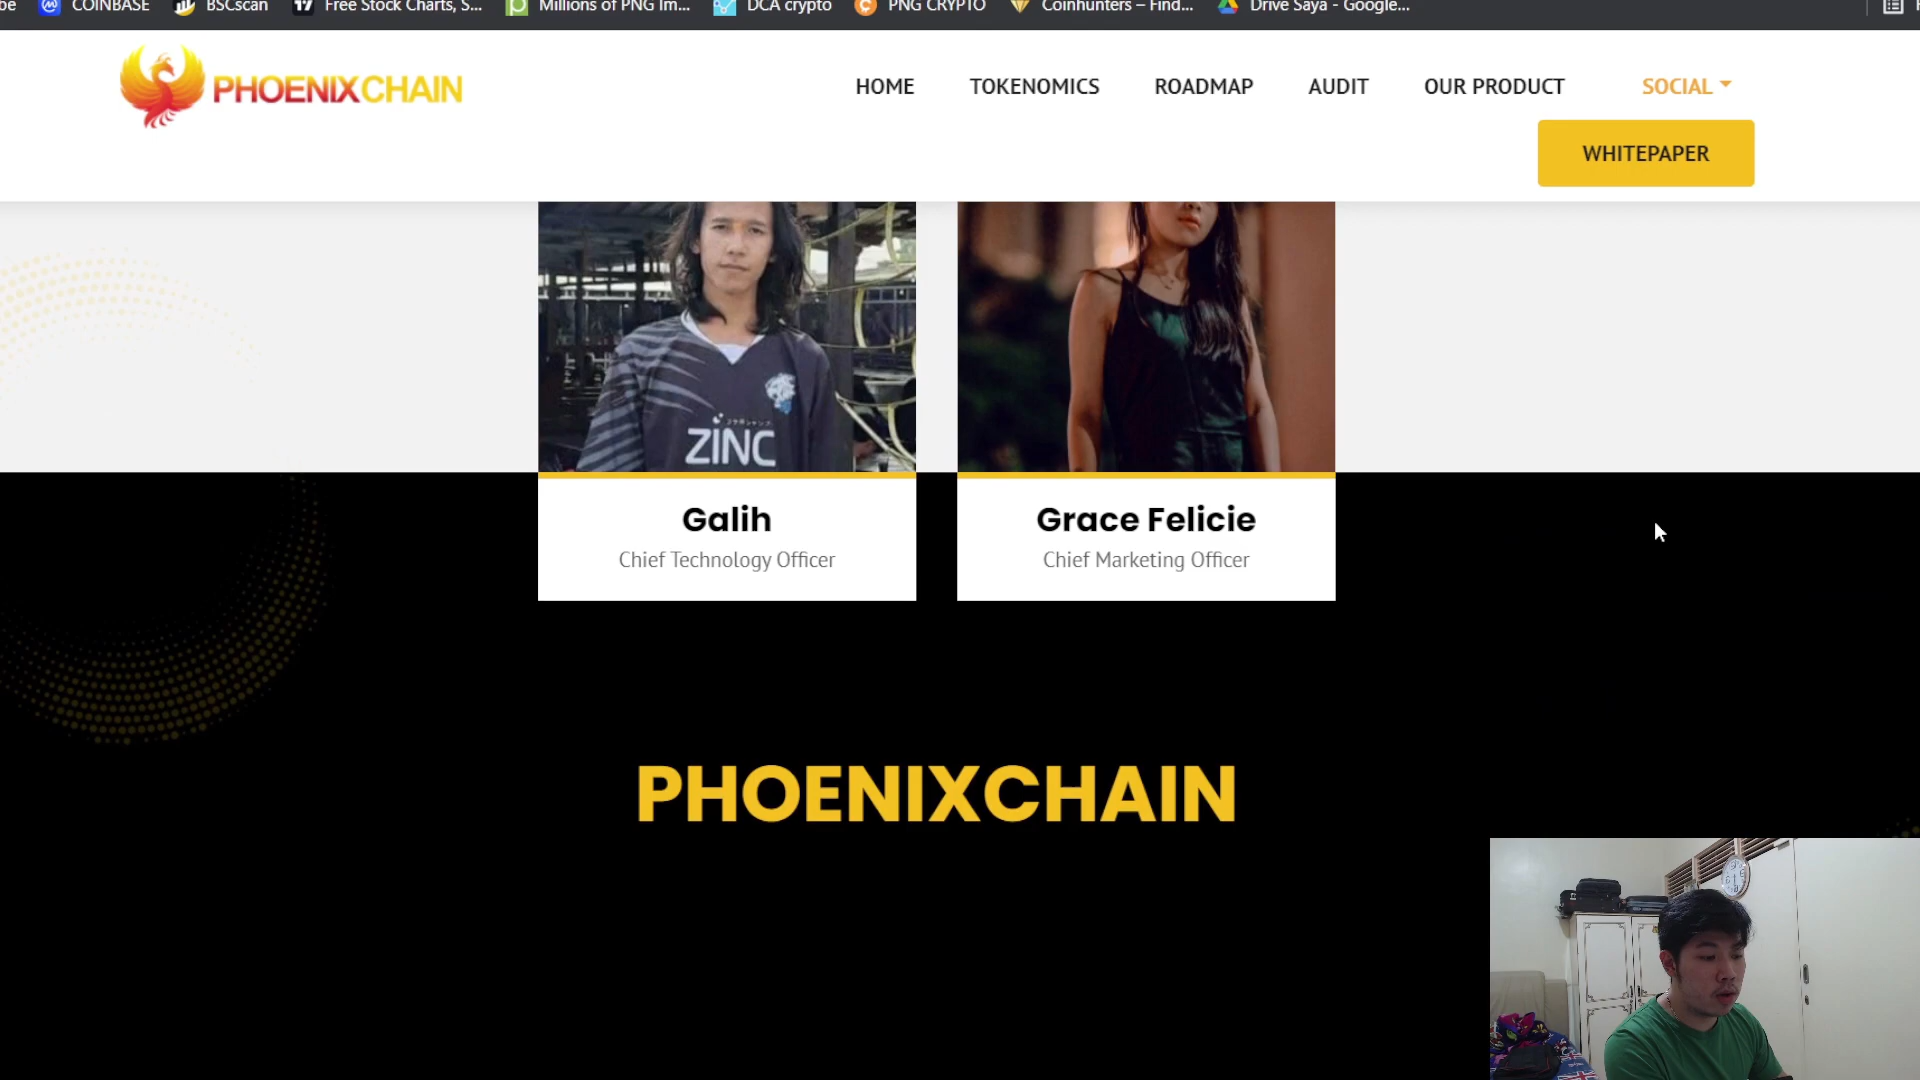 COINBASE BSCscan Free Stock Charts, S... Millions of PNG Im... DCA crypto PNG CRYPTO Coinhunters – Find... Drive Saya - Google...
PHOENIXCHAIN
HOME TOKENOMICS ROADMAP AUDIT OUR PRODUCT SOCIAL
WHITEPAPER
ZINC
Galih
Chief Technology Officer
Grace Felicie
Chief Marketing Officer
PHOENIXCHAIN